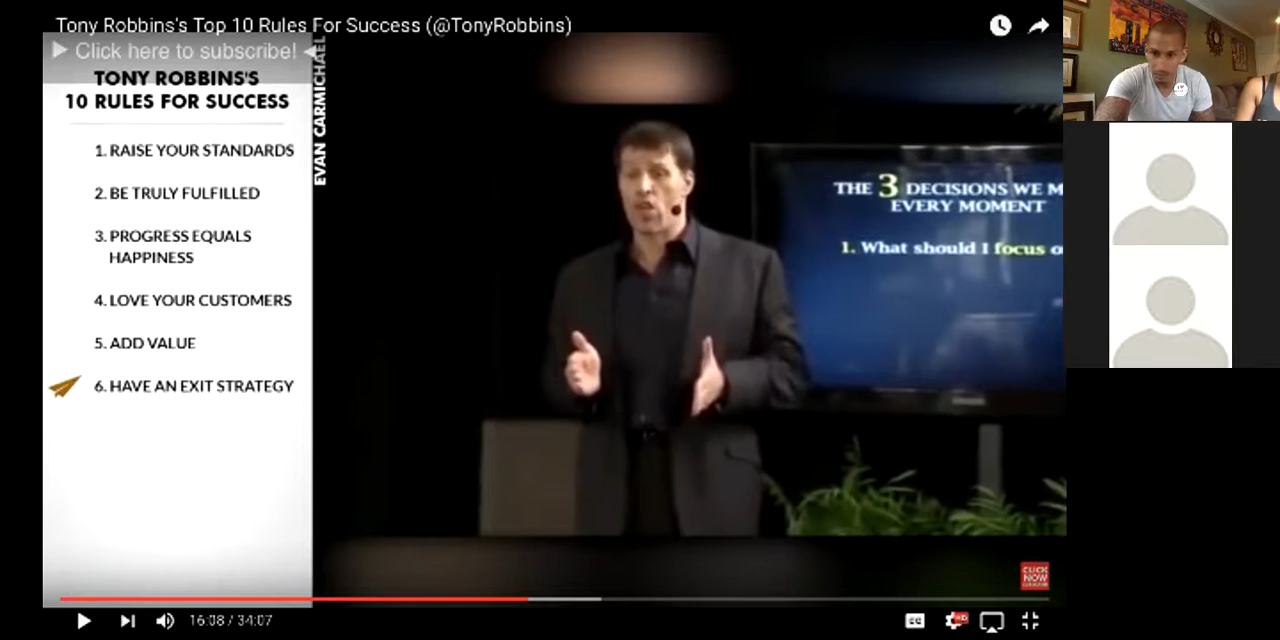 Tony Robbins's Top 10 Rules For Success (@TonyRobbins)
Click here to subscribe!
TONY ROBBINS'S
10 RULES FOR SUCCESS
1. RAISE YOUR STANDARDS
2. BE TRULY FULFILLED
3. PROGRESS EQUALS
HAPPINESS
4. LOVE YOUR CUSTOMERS
5. ADD VALUE
6. HAVE AN EXIT STRATEGY
EVAN CARMICHAEL
THE 3 DECISIONS WE M
EVERY MOMENT
1. What should I focus o
CLICK
NOW
16:08 / 34:07
CC
HD